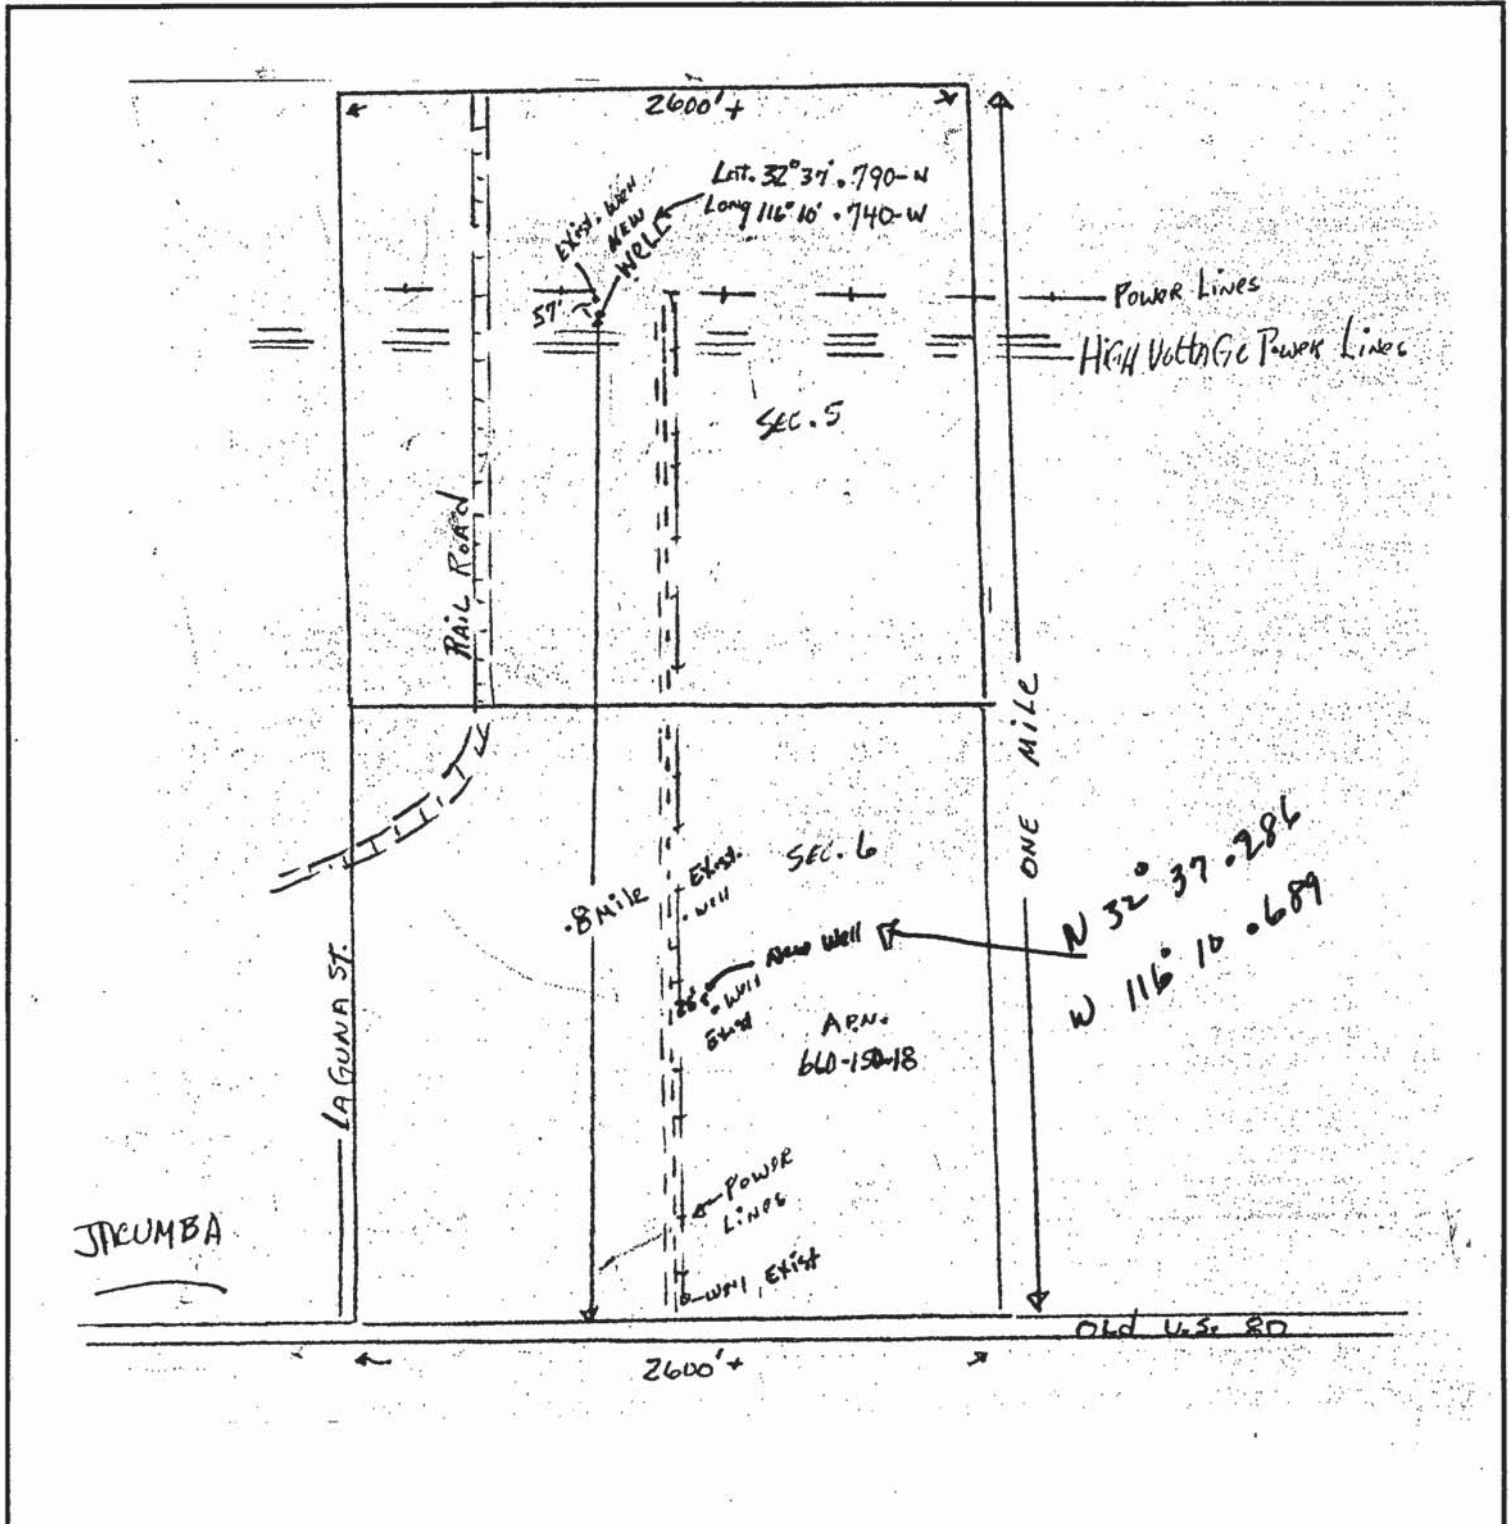 2600'±
Lat. 32° 37'.790-N
Long 116° 10' .740-W
Exist. Well
NEW
WELL
57'
Power Lines
HIGH VOLTAGE Power Lines
SEC. 5
RAIL ROAD
ONE MILE
SEC. 6
.8 Mile
Exist.
Well
New Well
N 32° 37 .286
W 116° 10 .689
Well
Exist
A.P.N.
660-150-18
LAGUNA ST.
POWER
LINES
JACUMBA
Well, Exist
OLd U.S. 80
2600'±